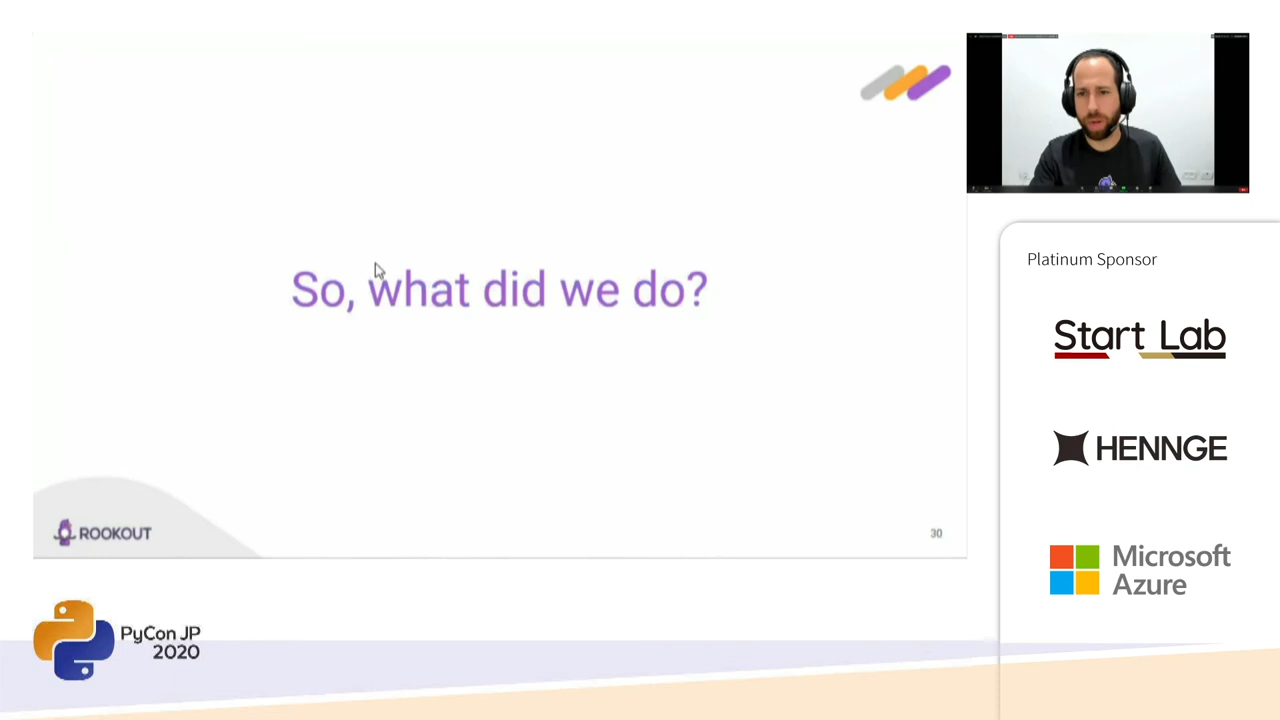 So, what did we do?
ROOKOUT
30
Platinum Sponsor
Start Lab
HENNGE
Microsoft
Azure
PyCon JP
2020